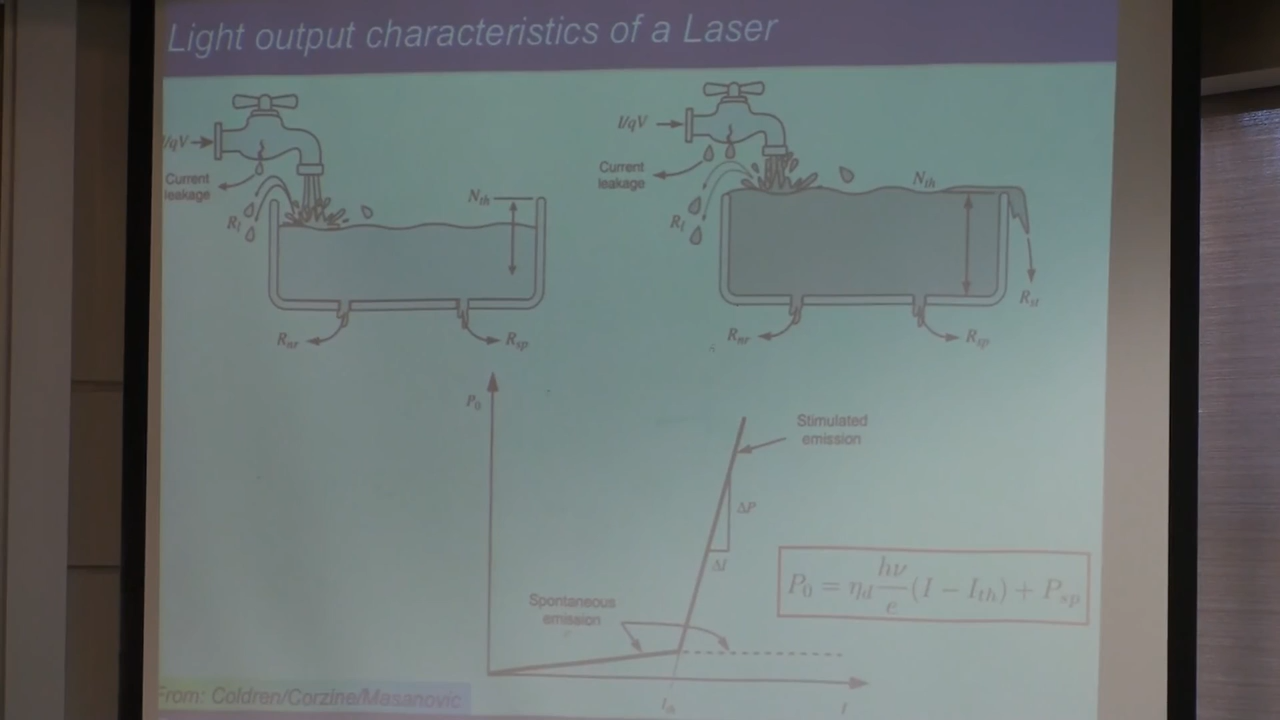 Light output characteristics of a Laser
I/qV
Current
leakage
R_l
N_th
R_nr
R_sp
I/qV
Current
leakage
R_l
N_th
R_st
R_nr
R_sp
P_0
Stimulated
emission
ΔP
ΔI
Spontaneous
emission
P_0 = η_d hν/e (I − I_th) + P_sp
I_th
I
From: Coldren/Corzine/Masanovic